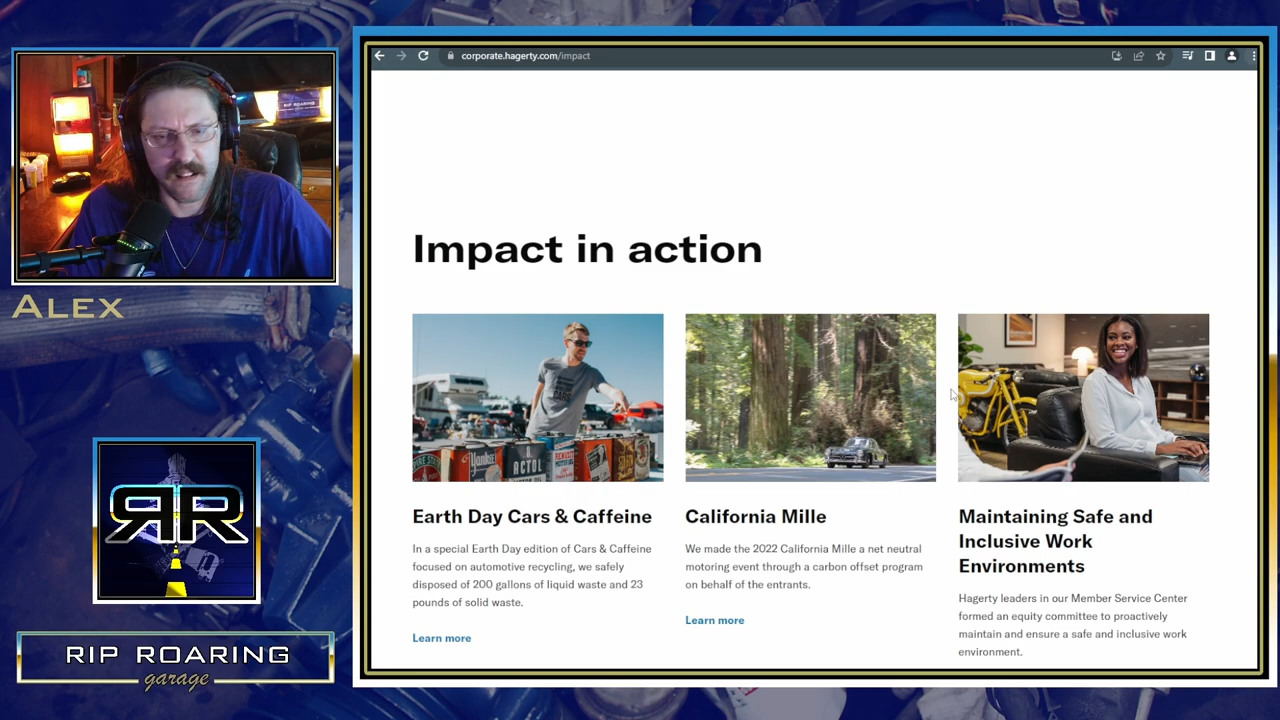 corporate.hagerty.com/impact
Impact in action
Earth Day Cars & Caffeine
In a special Earth Day edition of Cars & Caffeine
focused on automotive recycling, we safely
disposed of 200 gallons of liquid waste and 23
pounds of solid waste.
Learn more
California Mille
We made the 2022 California Mille a net neutral
motoring event through a carbon offset program
on behalf of the entrants.
Learn more
Maintaining Safe and
Inclusive Work
Environments
Hagerty leaders in our Member Service Center
formed an equity committee to proactively
maintain and ensure a safe and inclusive work
environment.
ALEX
RR
RIP ROARING
garage
Yankee
ACTOL